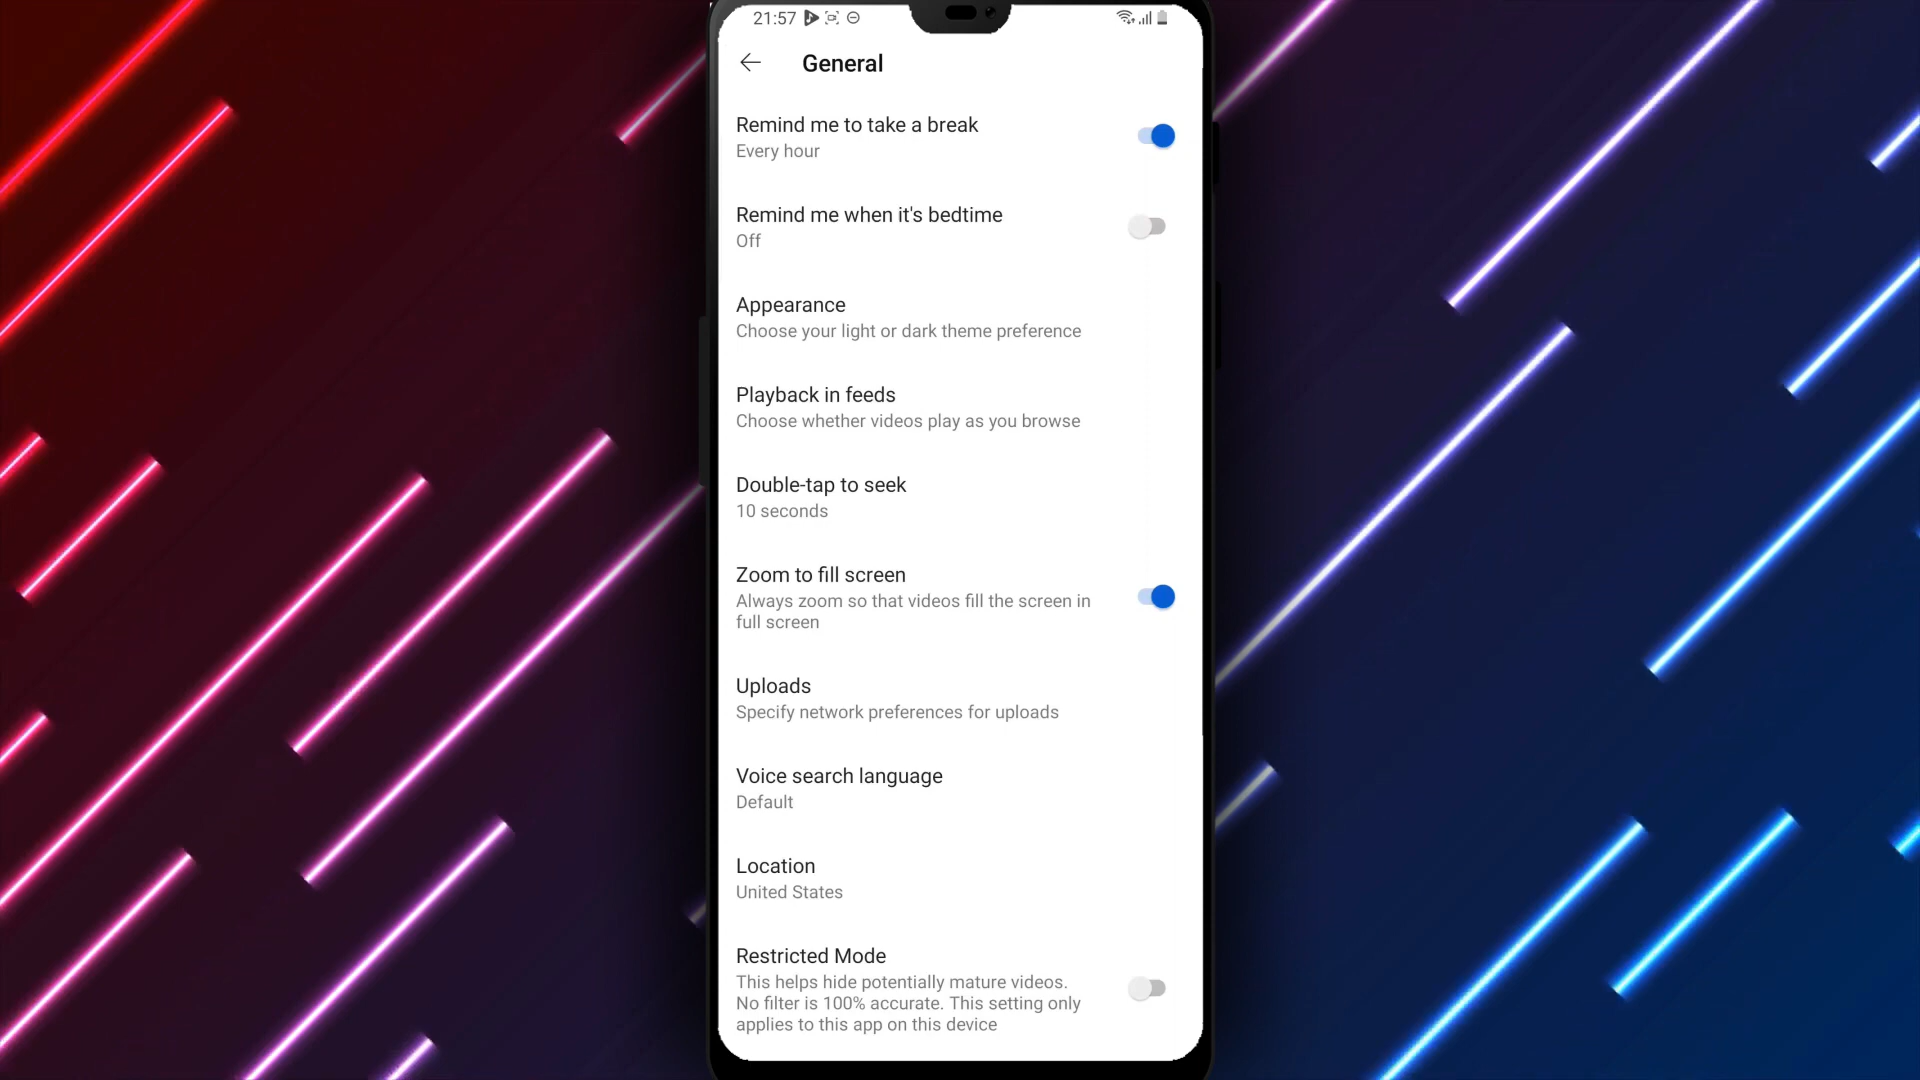 21:57
General
Remind me to take a break
Every hour
Remind me when it's bedtime
Off
Appearance
Choose your light or dark theme preference
Playback in feeds
Choose whether videos play as you browse
Double-tap to seek
10 seconds
Zoom to fill screen
Always zoom so that videos fill the screen in
full screen
Uploads
Specify network preferences for uploads
Voice search language
Default
Location
United States
Restricted Mode
This helps hide potentially mature videos.
No filter is 100% accurate. This setting only
applies to this app on this device